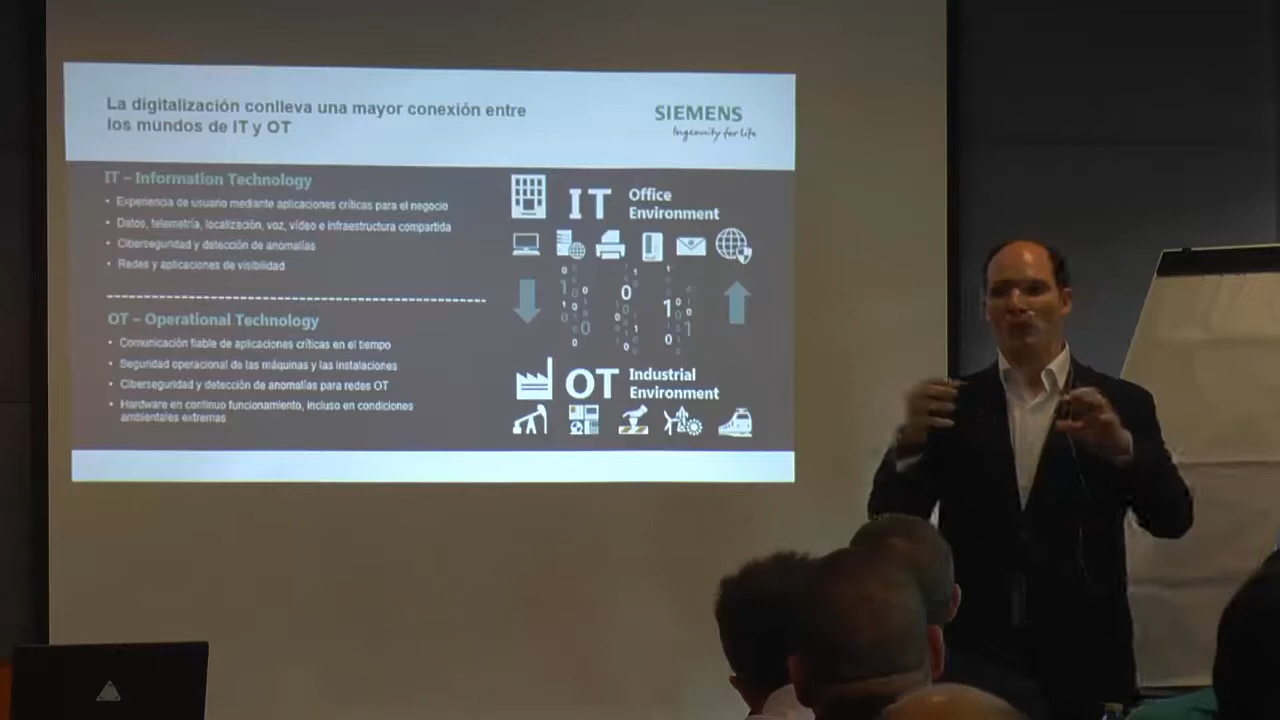 La digitalización conlleva una mayor conexión entre
los mundos de IT y OT
SIEMENS
Ingenuity for life
IT – Information Technology
• Experiencia de usuario mediante aplicaciones críticas para el negocio
• Datos, telemetría, localización, voz, vídeo e infraestructura compartida
• Ciberseguridad y detección de anomalías
• Redes y aplicaciones de visibilidad
OT – Operational Technology
• Comunicación fiable de aplicaciones críticas en el tiempo
• Seguridad operacional de las máquinas y las instalaciones
• Ciberseguridad y detección de anomalías para redes OT
• Hardware en continuo funcionamiento, incluso en condiciones
ambientales extremas
IT
Office
Environment
OT
Industrial
Environment